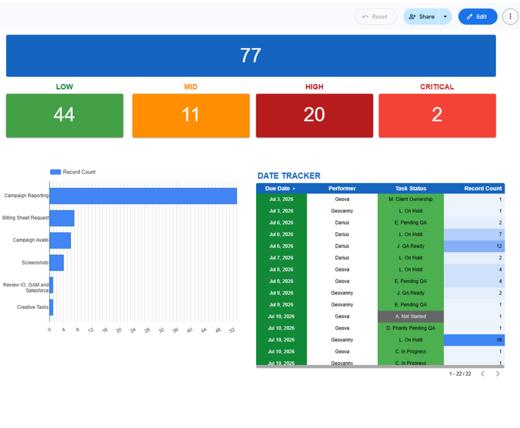 Reset
Share
Edit
77
LOW
MID
HIGH
CRITICAL
44
11
20
2
Record Count
Campaign Reporting
Billing Sheet Request
Campaign Avails
Screenshots
Review IO, GAM and
Salesforce
Creative Tasks
0 4 8 12 16 20 24 28 32 36 40 44 48 52
DATE TRACKER
Due Date Performer Task Status Record Count
Jul 3, 2026 Geova M. Client Ownership 1
Jul 3, 2026 Geovanny L. On Hold 1
Jul 6, 2026 Darius E. Pending QA 2
Jul 6, 2026 Darius L. On Hold 7
Jul 6, 2026 Darius J. QA Ready 12
Jul 7, 2026 Darius L. On Hold 2
Jul 8, 2026 Geova L. On Hold 4
Jul 8, 2026 Geova E. Pending QA 4
Jul 9, 2026 Geovanny J. QA Ready 2
Jul 9, 2026 Geovanny E. Pending QA 1
Jul 10, 2026 Geova A. Not Started 1
Jul 10, 2026 Geova D. Priority Pending QA 1
Jul 10, 2026 Geovanny L. On Hold
Jul 10, 2026 Geova C. In Progress 1
Jul 10, 2026 Geovanny C. In Progress 1
1 - 22 / 22